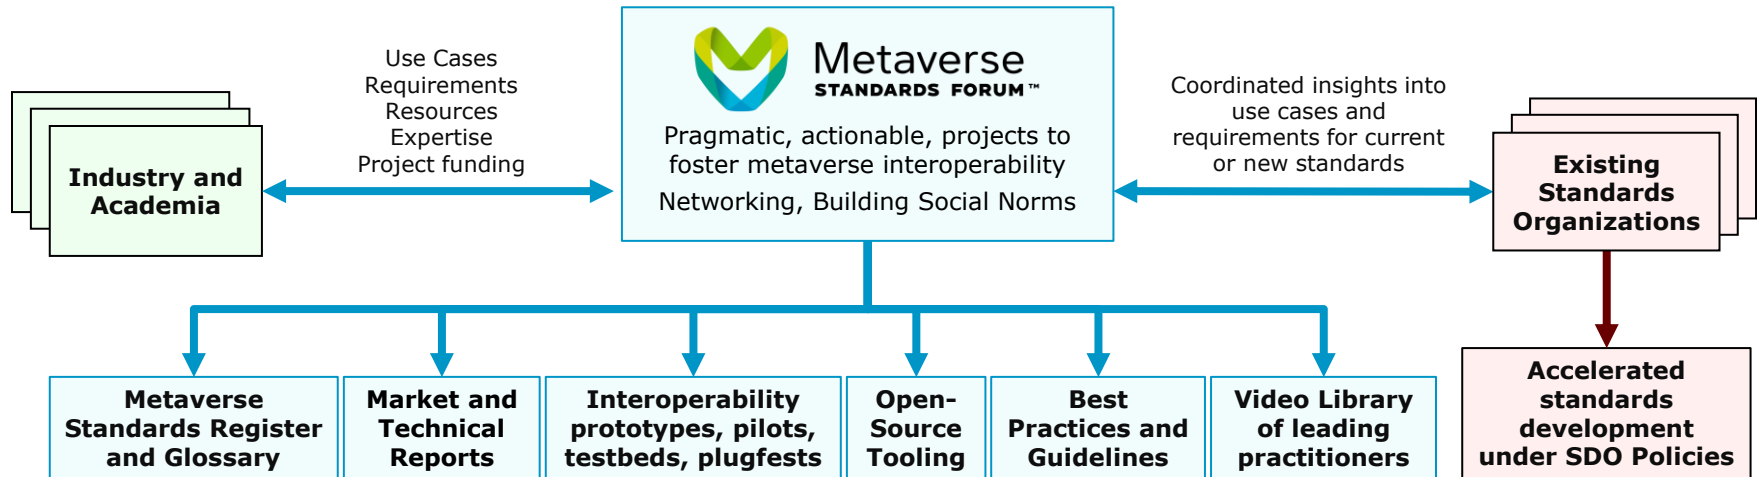 Use Cases
Requirements
Resources
Expertise
Project funding
Industry and
Academia
Metaverse
STANDARDS FORUM™
Pragmatic, actionable, projects to
foster metaverse interoperability
Networking, Building Social Norms
Coordinated insights into
use cases and
requirements for current
or new standards
Existing
Standards
Organizations
Metaverse
Standards Register
and Glossary
Market and
Technical
Reports
Interoperability
prototypes, pilots,
testbeds, plugfests
Open-
Source
Tooling
Best
Practices and
Guidelines
Video Library
of leading
practitioners
Accelerated
standards
development
under SDO Policies